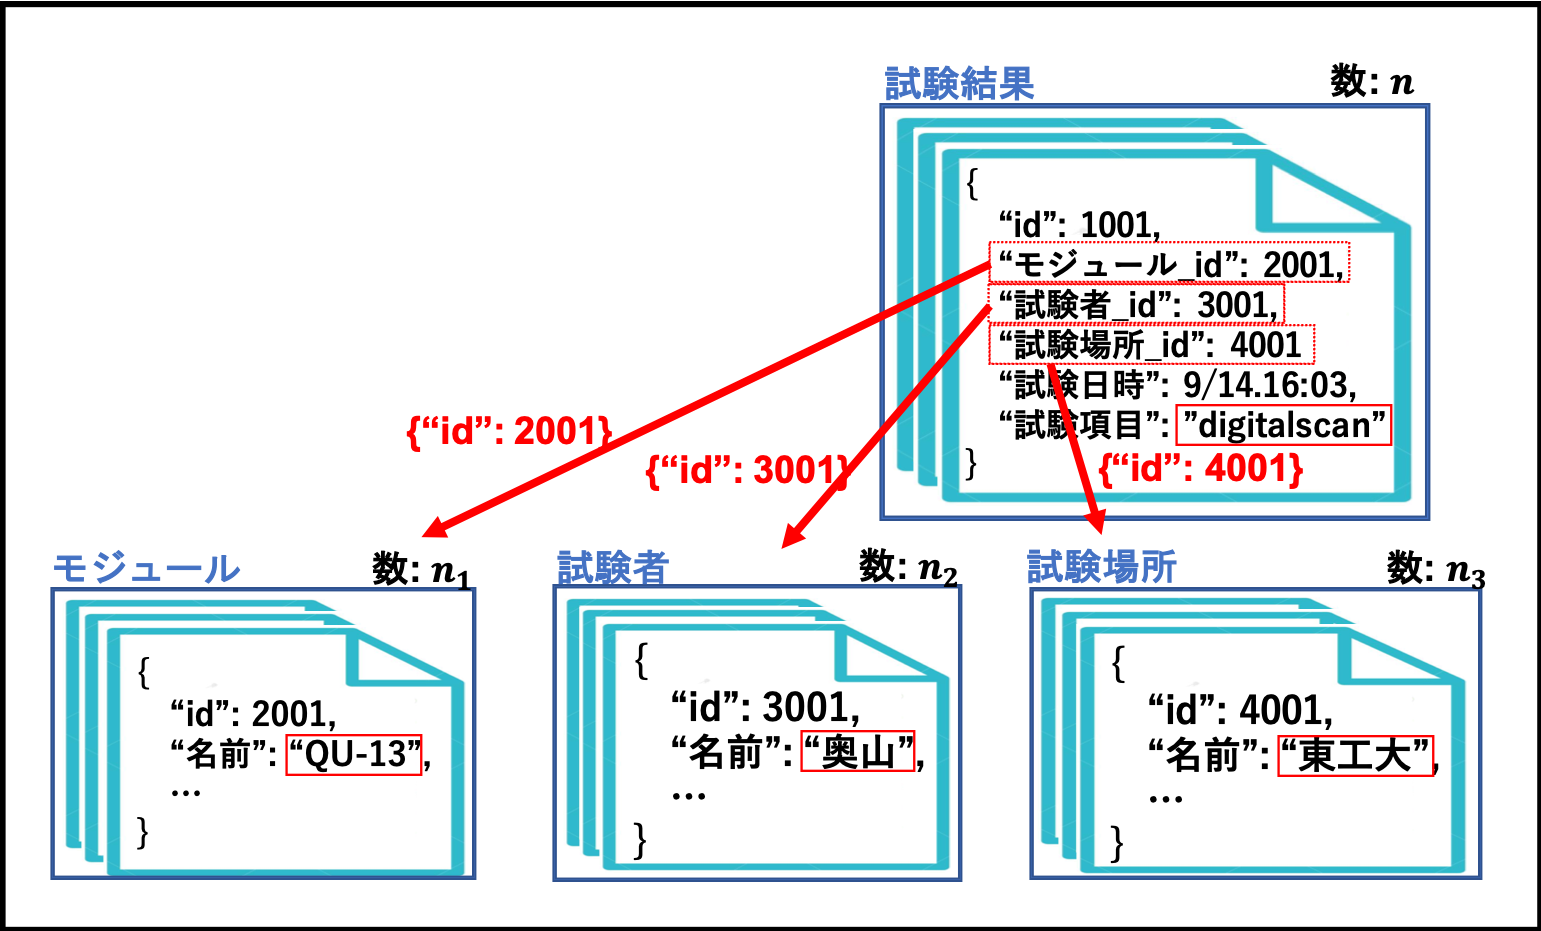 試験結果
数: n
{
“id”: 1001,
“モジュール_id”: 2001,
“試験者_id”: 3001,
“試験場所_id”: 4001
“試験日時”: 9/14.16:03,
“試験項目”: ”digitalscan”
}
{“id”: 2001}
{“id”: 3001}
{“id”: 4001}
モジュール
数: n₁
{
“id”: 2001,
“名前”: “QU-13”,
…
}
試験者
数: n₂
{
“id”: 3001,
“名前”: “奥山”,
…
}
試験場所
数: n₃
{
“id”: 4001,
“名前”: “東工大”,
…
}